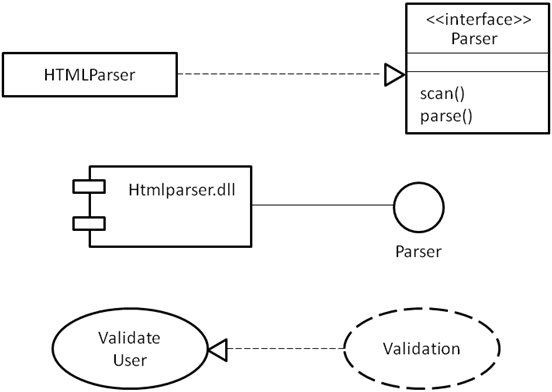 <<interface>>
Parser
HTMLParser
scan()
parse()
Htmlparser.dll
Parser
Validate
User
Validation